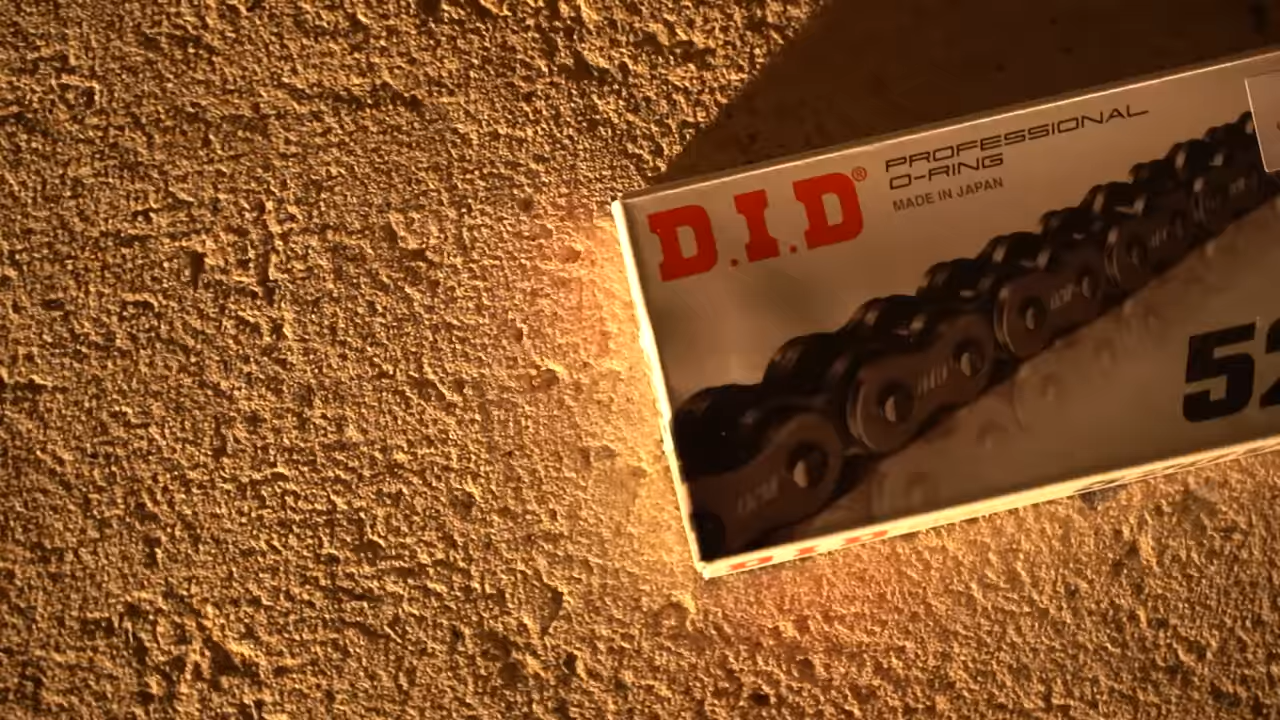 D.I.D®
PROFESSIONAL
O-RING
MADE IN JAPAN
52
D.I.D